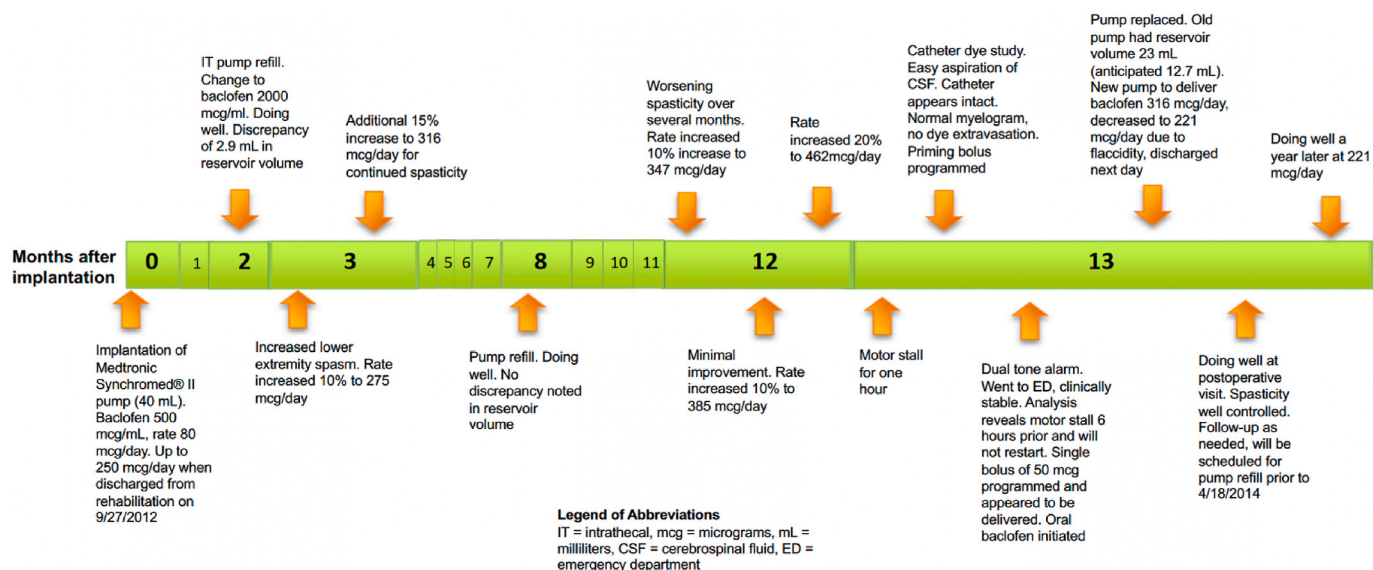 IT pump refill.
Change to
baclofen 2000
mcg/ml. Doing
well. Discrepancy
of 2.9 mL in
reservoir volume
Additional 15%
increase to 316
mcg/day for
continued spasticity
Worsening
spasticity over
several months.
Rate increased
10% increase to
347 mcg/day
Rate
increased 20%
to 462mcg/day
Catheter dye study.
Easy aspiration of
CSF. Catheter
appears intact.
Normal myelogram,
no dye extravasation.
Priming bolus
programmed
Pump replaced. Old
pump had reservoir
volume 23 mL
(anticipated 12.7 mL).
New pump to deliver
baclofen 316 mcg/day,
decreased to 221
mcg/day due to
flaccidity, discharged
next day
Doing well a
year later at 221
mcg/day
Months after
implantation
0
1
2
3
4
5
6
7
8
9
10
11
12
13
Implantation of
Medtronic
Synchromed® II
pump (40 mL).
Baclofen 500
mcg/mL, rate 80
mcg/day. Up to
250 mcg/day when
discharged from
rehabilitation on
9/27/2012
Increased lower
extremity spasm. Rate
increased 10% to 275
mcg/day
Pump refill. Doing
well. No
discrepancy noted
in reservoir
volume
Minimal
improvement. Rate
increased 10% to
385 mcg/day
Motor stall
for one
hour
Dual tone alarm.
Went to ED, clinically
stable. Analysis
reveals motor stall 6
hours prior and will
not restart. Single
bolus of 50 mcg
programmed and
appeared to be
delivered. Oral
baclofen initiated
Doing well at
postoperative
visit. Spasticity
well controlled.
Follow-up as
needed, will be
scheduled for
pump refill prior to
4/18/2014
Legend of Abbreviations
IT = intrathecal, mcg = micrograms, mL =
milliliters, CSF = cerebrospinal fluid, ED =
emergency department